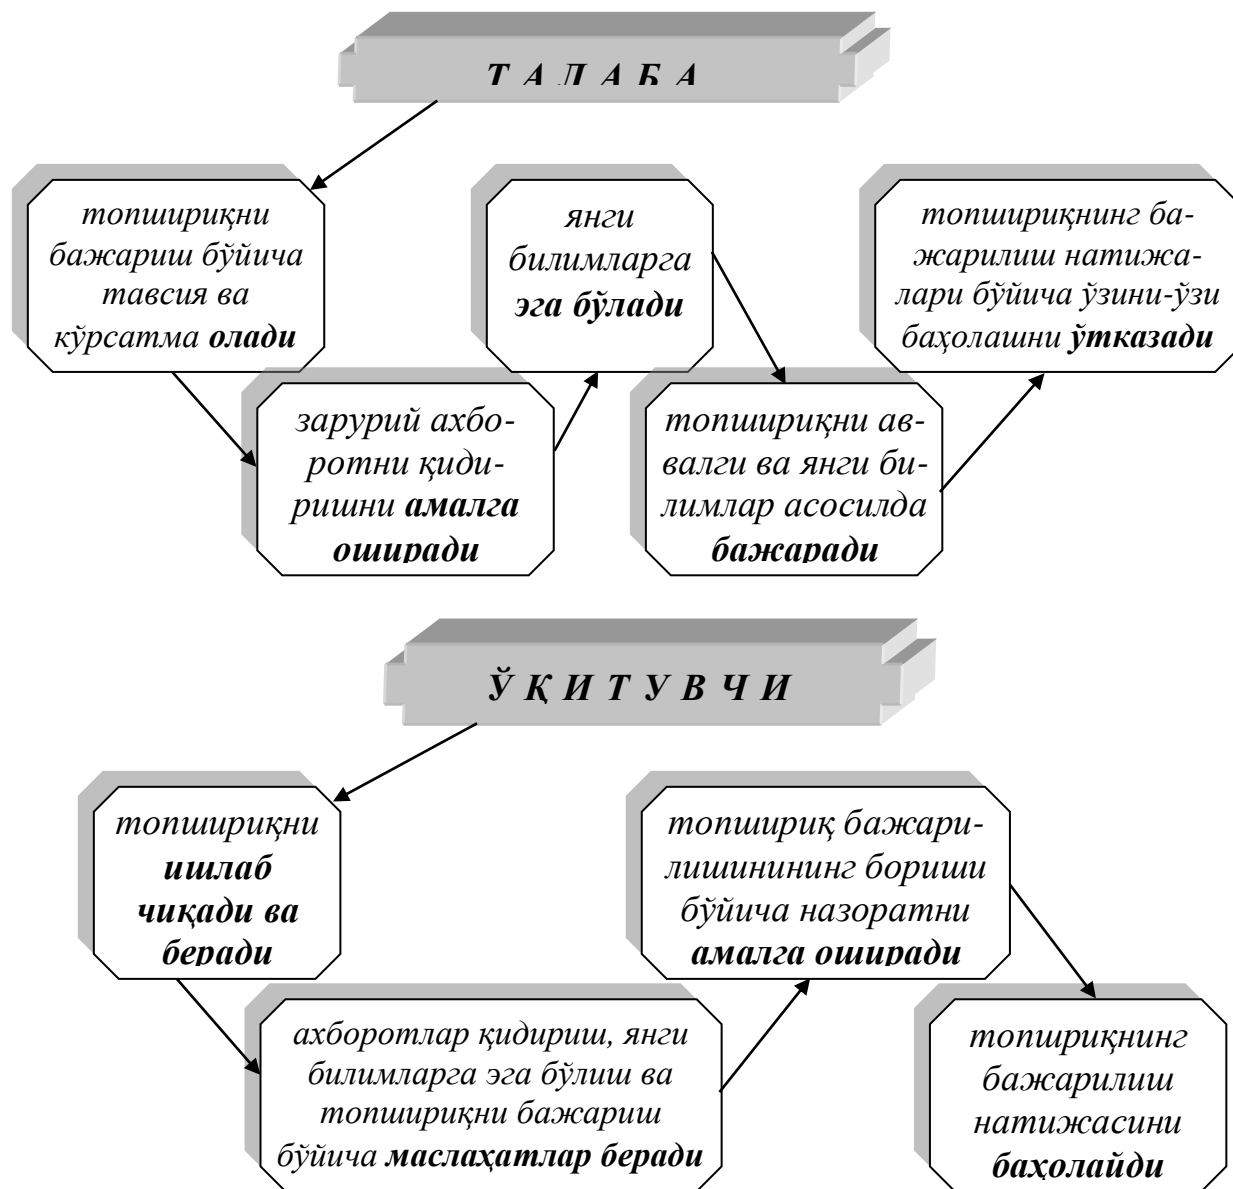 Т А Л А Б А
топшириқни
бажариш бўйича
тавсия ва
кўрсатма олади
зарурий ахбо-
ротни қиди-
ришни амалга
оширади
янги
билимларга
эга бўлади
топшириқни ав-
валги ва янги би-
лимлар асосилда
бажаради
топшириқнинг ба-
жарилиш натижа-
лари бўйича ўзини-ўзи
баҳолашни ўтказади
Ў Қ И Т У В Ч И
топшириқни
ишлаб
чиқади ва
беради
ахборотлар қидириш, янги
билимларга эга бўлиш ва
топшириқни бажариш
бўйича маслаҳатлар беради
топшириқ бажари-
лишинининг бориши
бўйича назоратни
амалга оширади
топшриқнинг
бажарилиш
натижасини
баҳолайди